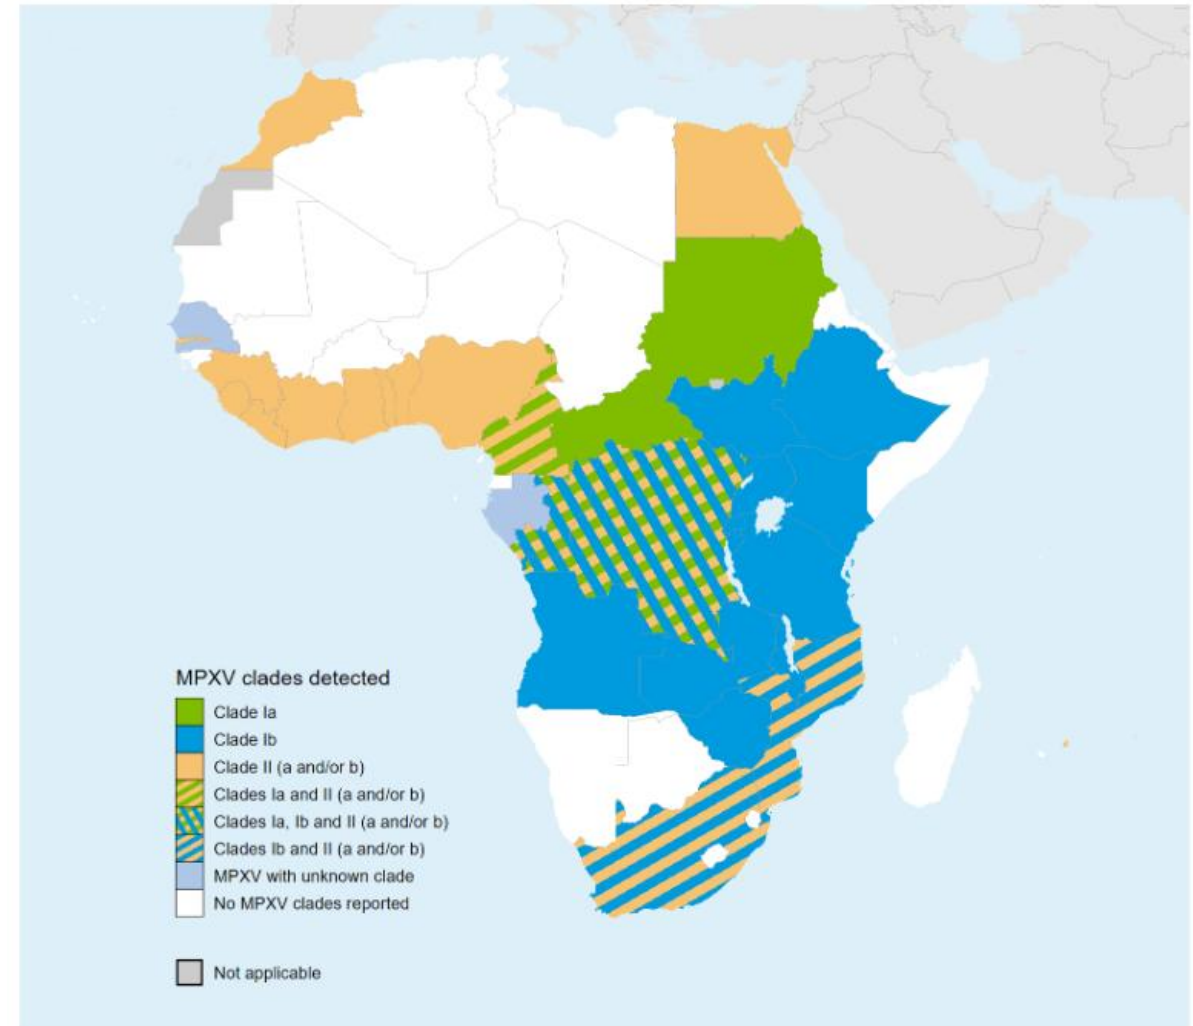 MPXV clades detected
Clade Ia
Clade Ib
Clade II (a and/or b)
Clades Ia and II (a and/or b)
Clades Ia, Ib and II (a and/or b)
Clades Ib and II (a and/or b)
MPXV with unknown clade
No MPXV clades reported
Not applicable